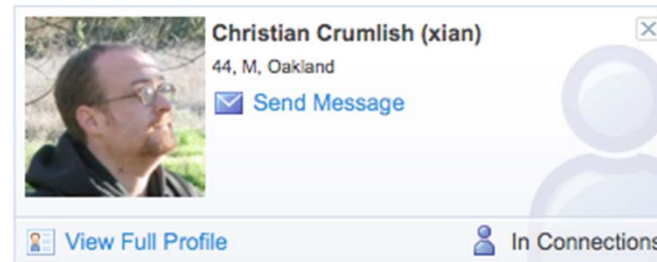 Christian Crumlish (xian)
44, M, Oakland
Send Message
View Full Profile
In Connections